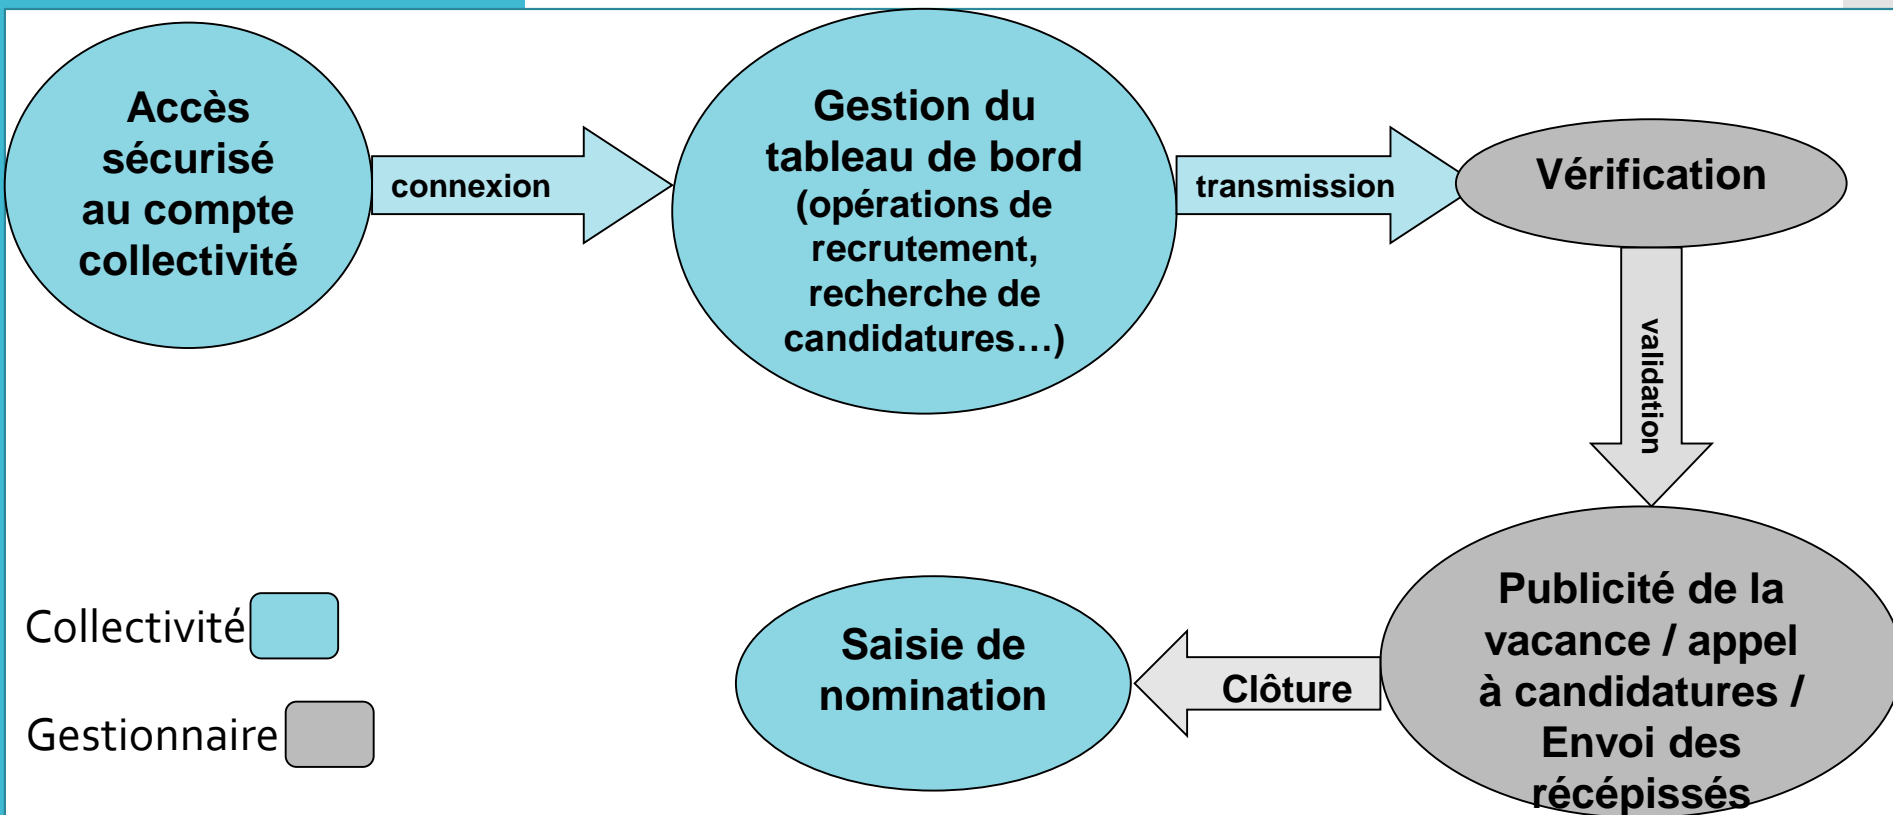 Accès
sécurisé
au compte
collectivité
connexion
Gestion du
tableau de bord
(opérations de
recrutement,
recherche de
candidatures…)
transmission
Vérification
validation
Publicité de la
vacance / appel
à candidatures /
Envoi des
récépissés
Clôture
Saisie de
nomination
Collectivité
Gestionnaire